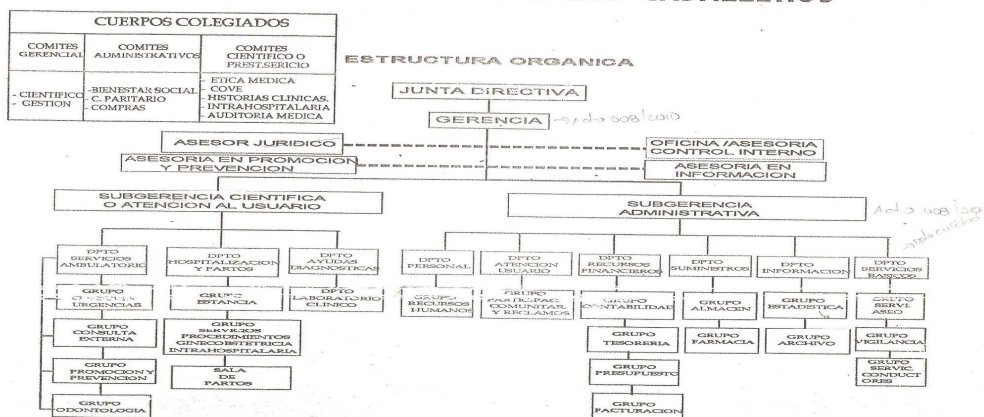 CUERPOS COLEGIADOS
COMITES GERENCIAL
COMITES ADMINISTRATIVOS
COMITES CIENTIFICO O PREST.SERICIO
- CIENTIFICO
- GESTION
-BIENESTAR SOCIAL
- C. PARITARIO
- COMPRAS
- ETICA MEDICA
- COVE
- HISTORIAS CLINICAS.
- INTRAHOSPITALARIA
- AUDITORIA MEDICA
ESTRUCTURA ORGANICA
JUNTA DIRECTIVA
GERENCIA
008/2010
ASESOR JURIDICO
OFICINA /ASESORIA CONTROL INTERNO
ASESORIA EN PROMOCION Y PREVENCION
ASESORIA EN INFORMACION
SUBGERENCIA CIENTIFICA O ATENCION AL USUARIO
SUBGERENCIA ADMINISTRATIVA
DPTO SERVICIOS AMBULATORIO
DPTO HOSPITALIZACION Y PARTOS
DPTO AYUDAS DIAGNOSTICAS
DPTO PERSONAL
DPTO ATENCION USUARIO
DPTO RECURSOS FINANCIEROS
DPTO SUMINISTROS
DPTO INFORMACION
DPTO SERVICIOS BASICOS
GRUPO URGENCIAS
GRUPO ESTANCIA
DPTO LABORATORIO CLINICO
GRUPO RECURSOS HUMANOS
GRUPO COMUNITAR. Y RECLAMOS
GRUPO CONTABILIDAD
GRUPO ALMACEN
GRUPO ESTADISTICA
GRUPO SERVI. ASEO
GRUPO CONSULTA EXTERNA
GRUPO SERVICIOS PROCEDIMIENTOS GINECOBSTETRICIA INTRAHOSPITALARIA
GRUPO TESORERIA
GRUPO FARMACIA
GRUPO ARCHIVO
GRUPO VIGILANCIA
GRUPO PROMOCION Y PREVENCION
SALA DE PARTOS
GRUPO PRESUPUESTO
GRUPO SERVIC. CONDUCT ORES
GRUPO ODONTOLOGIA
GRUPO FACTURACION